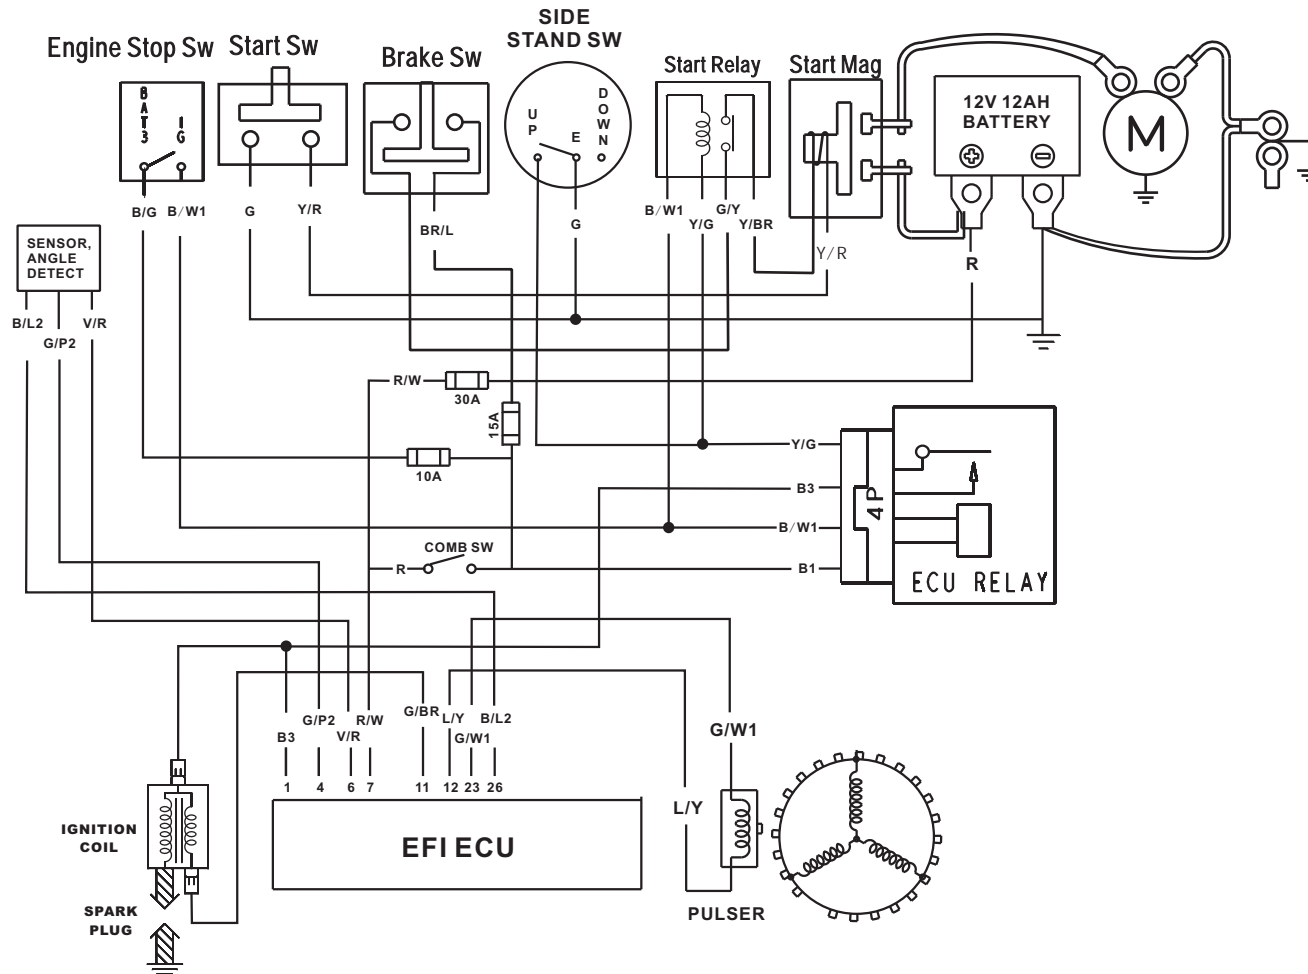 SIDE
STAND SW
Engine Stop Sw
Start Sw
Brake Sw
Start Relay
Start Mag
BAT3
IG
UP
E
DOWN
12V 12AH
BATTERY
M
B/G
B/W1
G
Y/R
BR/L
G
B/W1
Y/G
G/Y
Y/BR
Y/R
R
SENSOR,
ANGLE
DETECT
B/L2
G/P2
V/R
R/W
30A
15A
10A
Y/G
B3
B/W1
B1
4P
ECU RELAY
COMB SW
R
B3
G/P2
V/R
R/W
G/BR
L/Y
G/W1
B/L2
1
4
6
7
11
12
23
26
EFI ECU
G/W1
L/Y
PULSER
IGNITION
COIL
SPARK
PLUG